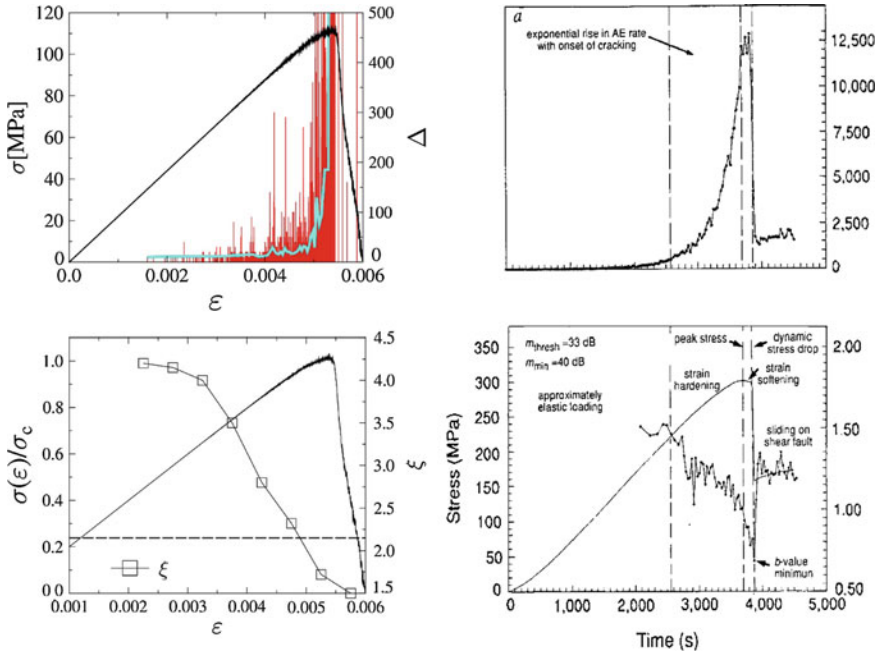 120
100
80
60
40
20
0
σ[MPa]
500
400
300
200
100
0
Δ
0.0
0.002
0.004
0.006
ε
a
exponential rise in AE rate
with onset of cracking
12,500
10,000
7,500
5,000
2,500
0
1.0
0.8
0.6
0.4
0.2
0.0
σ(ε)/σc
4.5
4.0
3.5
3.0
2.5
2.0
1.5
ξ
ξ
0.001
0.002
0.003
0.004
0.005
0.006
ε
350
300
250
200
150
100
50
0
Stress (MPa)
mthresh =33 dB
mmin =40 dB
approximately
elastic loading
strain
hardening
peak stress
dynamic
stress drop
strain
softening
sliding on
shear fault
b-value
minimun
2.00
1.50
1.00
0.50
0
1,000
2,000
3,000
4,000
5,000
Time (s)